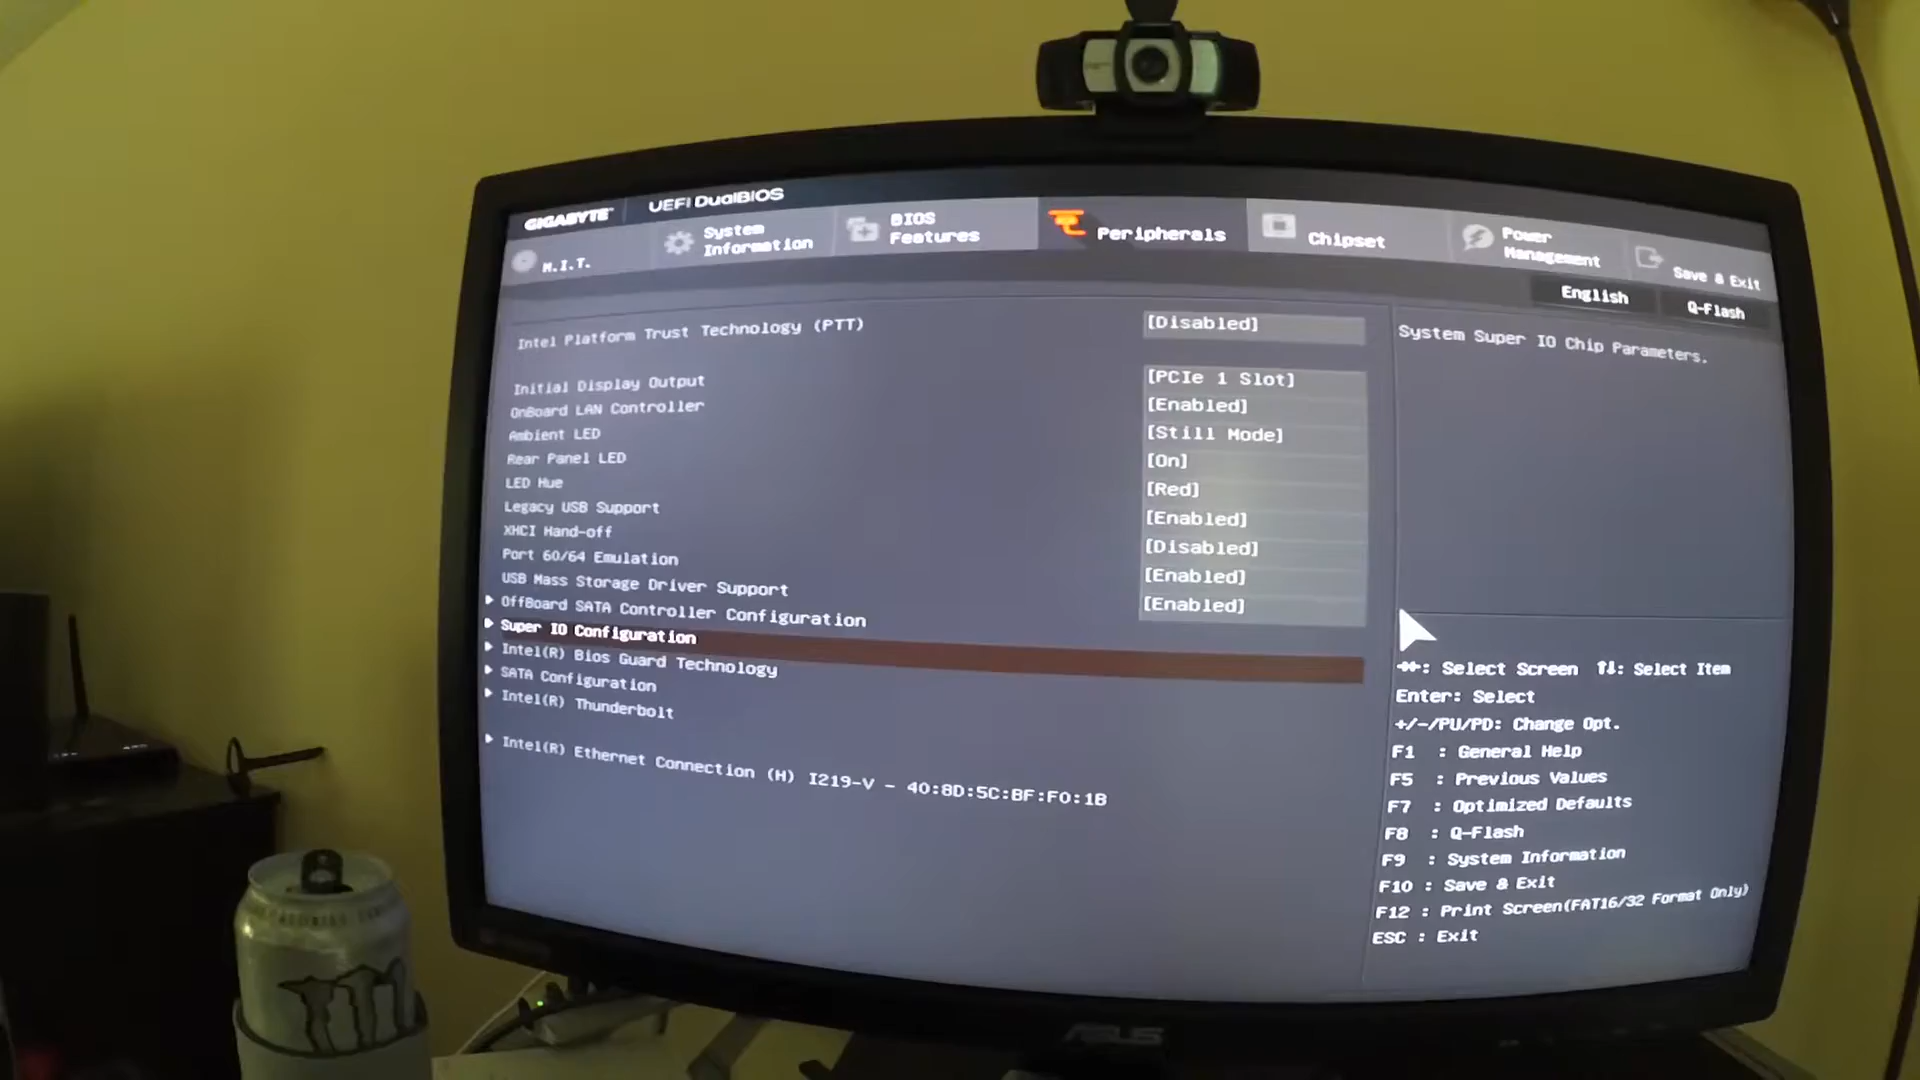 GIGABYTE UEFI DualBIOS
M.I.T.
System Information
BIOS Features
Peripherals
Chipset
Power Management
Save & Exit
English
Q-Flash
Intel Platform Trust Technology (PTT) [Disabled]
Initial Display Output [PCIe 1 Slot]
OnBoard LAN Controller [Enabled]
Ambient LED [Still Mode]
Rear Panel LED [On]
LED Hue [Red]
Legacy USB Support [Enabled]
XHCI Hand-off [Disabled]
Port 60/64 Emulation [Enabled]
USB Mass Storage Driver Support [Enabled]
OffBoard SATA Controller Configuration
Super IO Configuration
Intel(R) Bios Guard Technology
SATA Configuration
Intel(R) Thunderbolt
Intel(R) Ethernet Connection (H) I219-V - 40:8D:5C:BF:F0:1B
System Super IO Chip Parameters.
→←: Select Screen ↑↓: Select Item
Enter: Select
+/-/PU/PD: Change Opt.
F1 : General Help
F5 : Previous Values
F7 : Optimized Defaults
F8 : Q-Flash
F9 : System Information
F10 : Save & Exit
F12 : Print Screen(FAT16/32 Format Only)
ESC : Exit
ASUS